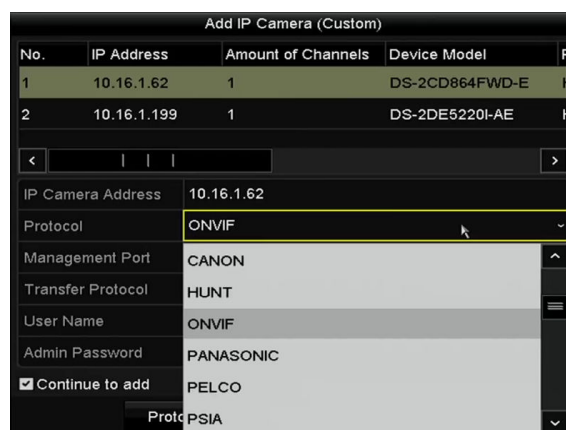 Add IP Camera (Custom)
No. IP Address Amount of Channels Device Model
1 10.16.1.62 1 DS-2CD864FWD-E
2 10.16.1.199 1 DS-2DE5220I-AE
IP Camera Address 10.16.1.62
Protocol ONVIF
Management Port CANON
Transfer Protocol HUNT
User Name ONVIF
Admin Password PANASONIC
Continue to add PELCO
PSIA